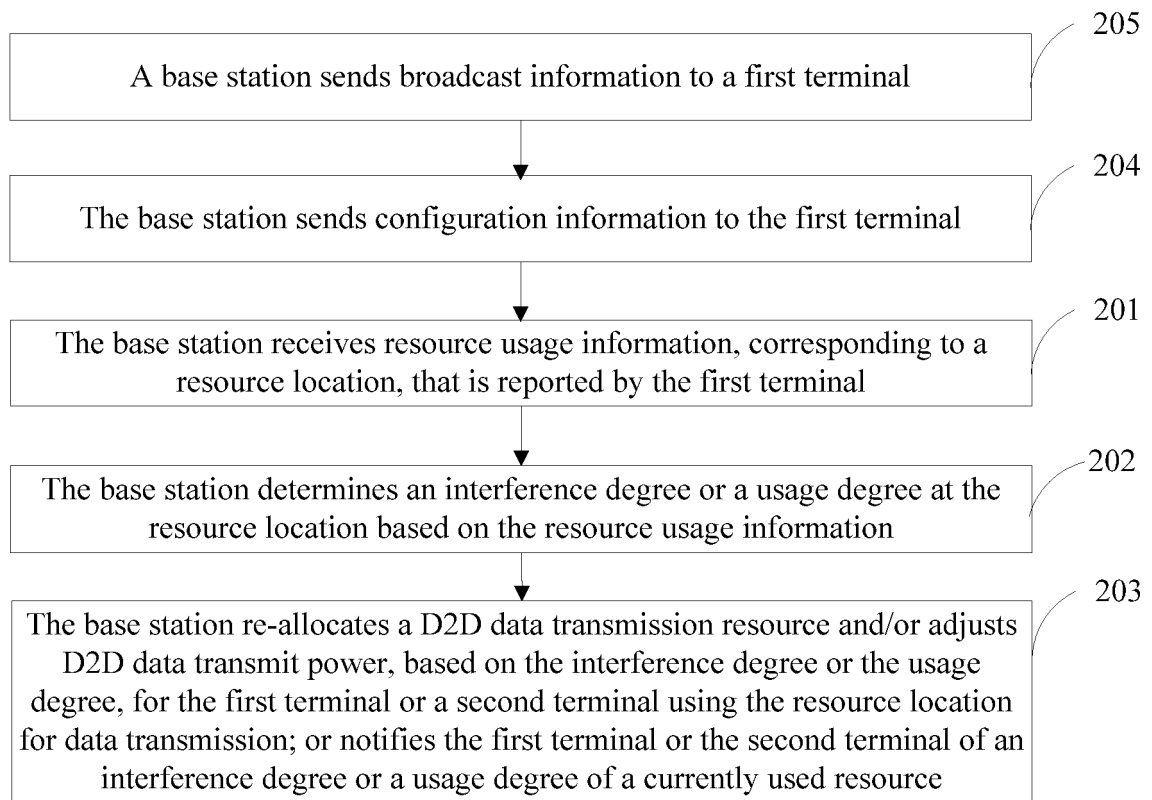 205
A base station sends broadcast information to a first terminal
204
The base station sends configuration information to the first terminal
201
The base station receives resource usage information, corresponding to a
resource location, that is reported by the first terminal
202
The base station determines an interference degree or a usage degree at the
resource location based on the resource usage information
203
The base station re-allocates a D2D data transmission resource and/or adjusts
D2D data transmit power, based on the interference degree or the usage
degree, for the first terminal or a second terminal using the resource location
for data transmission; or notifies the first terminal or the second terminal of an
interference degree or a usage degree of a currently used resource